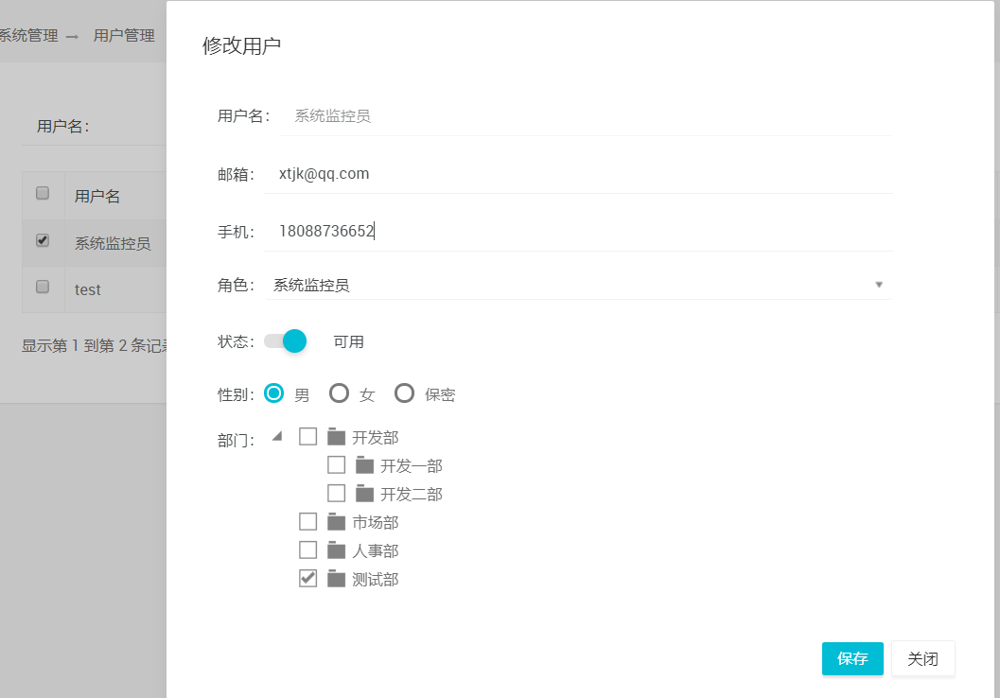 系统管理 → 用户管理
用户名：
用户名
系统监控员
test
显示第 1 到第 2 条记
修改用户
用户名： 系统监控员
邮箱： xtjk@qq.com
手机： 18088736652
角色： 系统监控员
状态： 可用
性别： 男 女 保密
部门： 开发部
开发一部
开发二部
市场部
人事部
测试部
保存 关闭